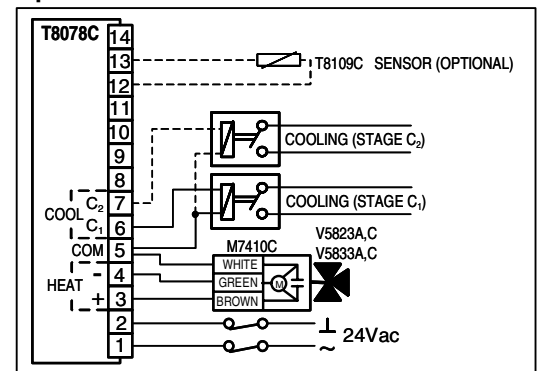 T8078C
14
13
T8109C SENSOR (OPTIONAL)
12
11
10
COOLING (STAGE C₂)
9
8
C₂ 7
COOL
C₁ 6
COOLING (STAGE C₁)
COM 5
M7410C
V5823A,C
V5833A,C
WHITE
HEAT
- 4
GREEN
M
+ 3
BROWN
2
1
24Vac
~